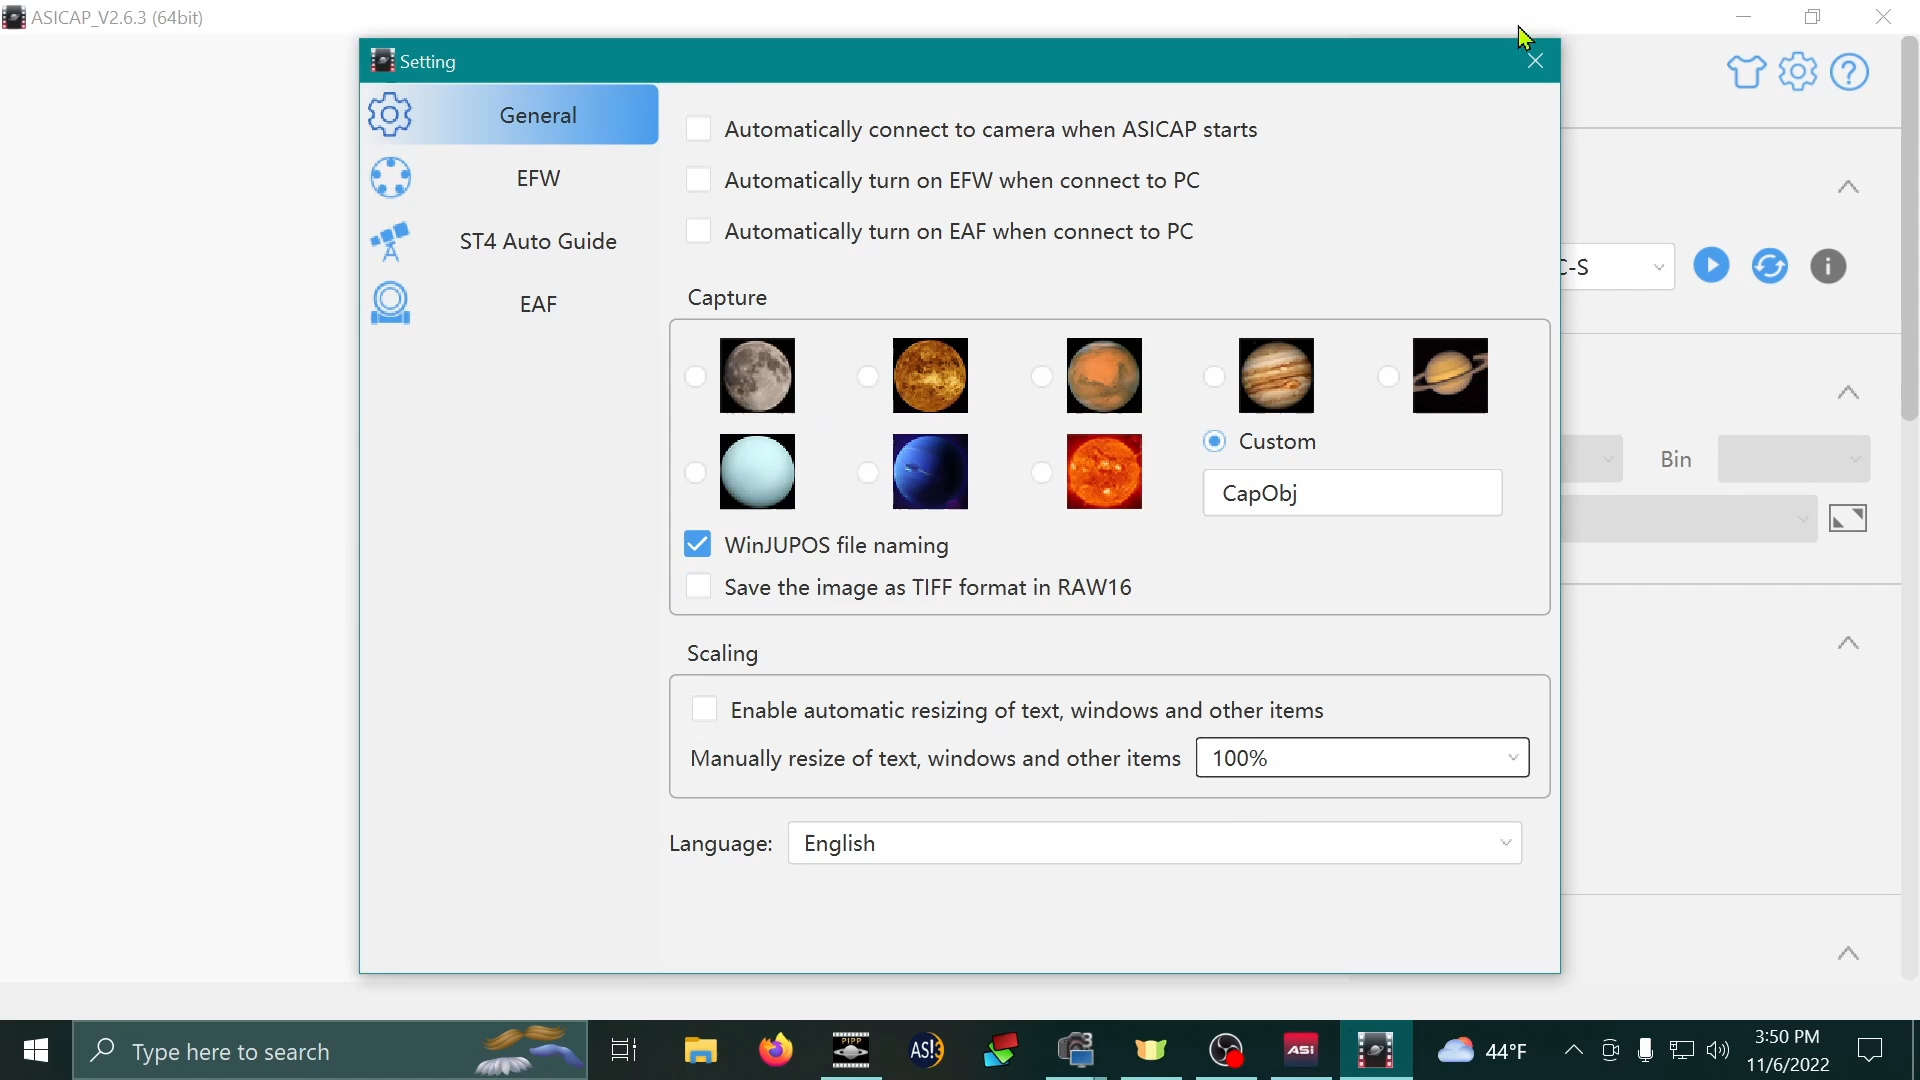 ASICAP_V2.6.3 (64bit)
Setting
General
EFW
ST4 Auto Guide
EAF
Automatically connect to camera when ASICAP starts
Automatically turn on EFW when connect to PC
Automatically turn on EAF when connect to PC
Capture
Custom
CapObj
WinJUPOS file naming
Save the image as TIFF format in RAW16
Scaling
Enable automatic resizing of text, windows and other items
Manually resize of text, windows and other items 100%
Language: English
C-S
Bin
Type here to search
PIPP
AS!3
ASI
44°F
3:50 PM
11/6/2022